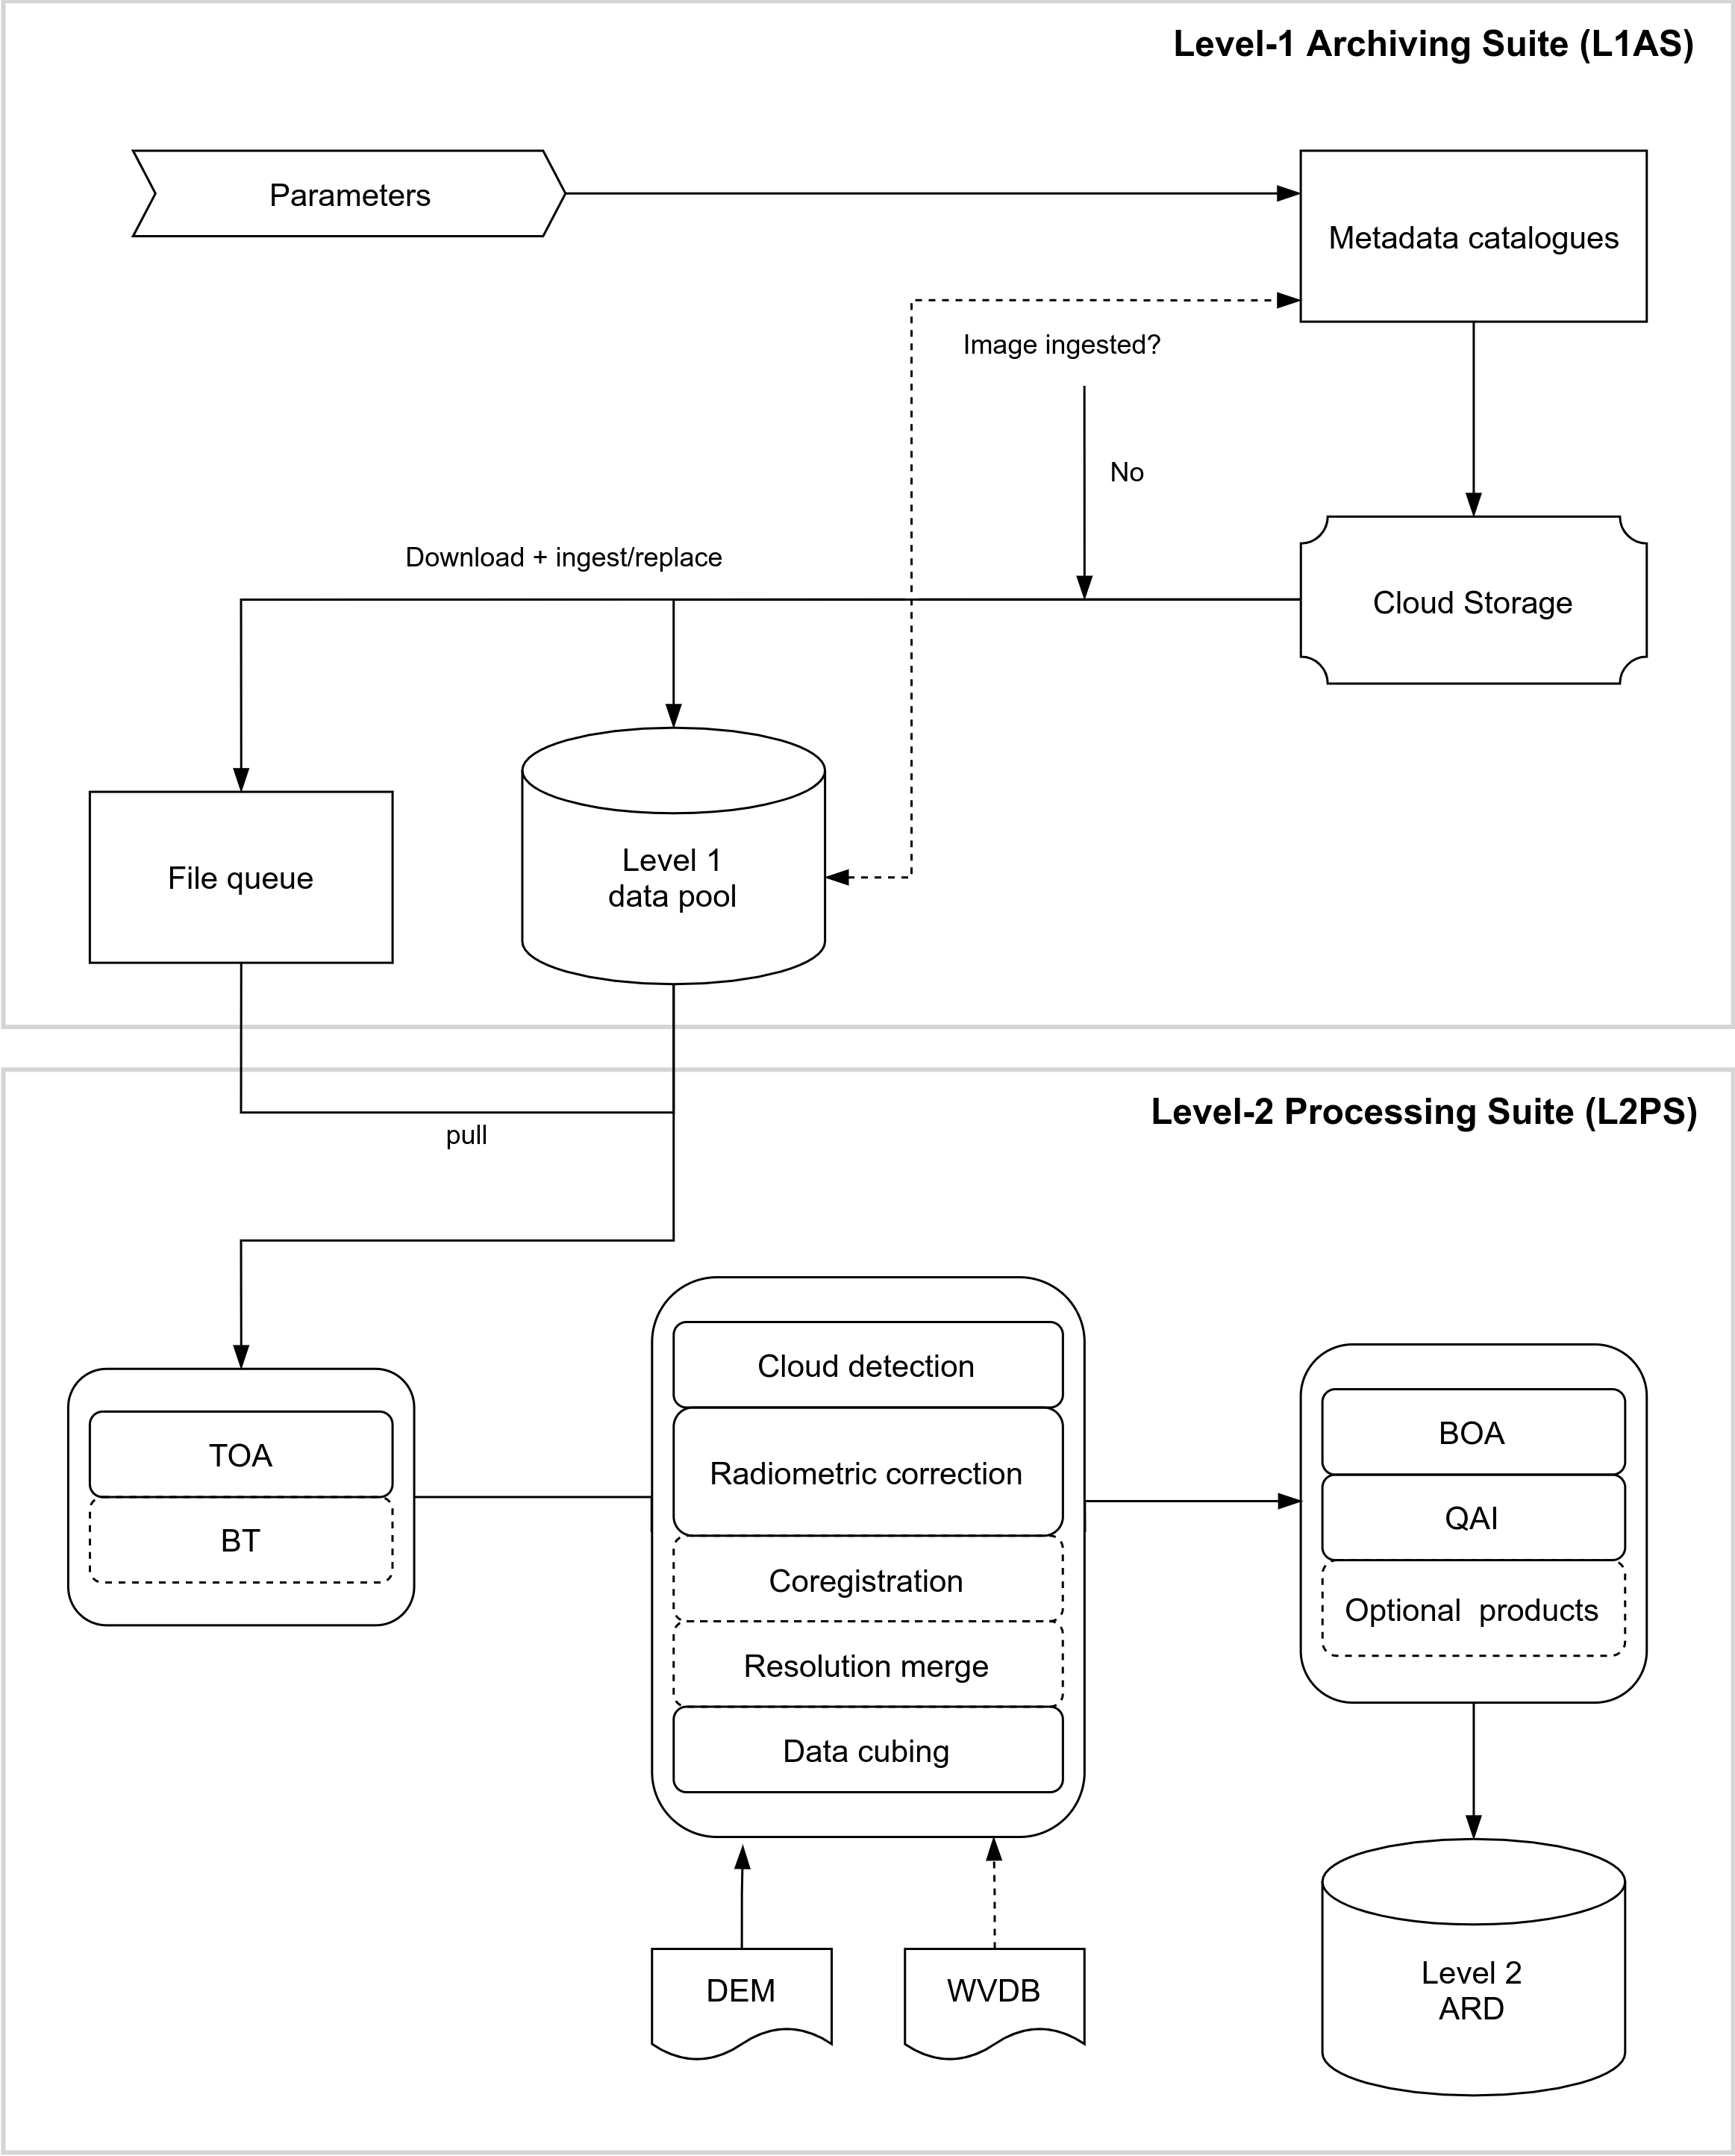 Level-1 Archiving Suite (L1AS)
Parameters
Metadata catalogues
Image ingested?
No
Download + ingest/replace
Cloud Storage
File queue
Level 1
data pool
Level-2 Processing Suite (L2PS)
pull
TOA
BT
Cloud detection
Radiometric correction
Coregistration
Resolution merge
Data cubing
BOA
QAI
Optional products
DEM
WVDB
Level 2
ARD